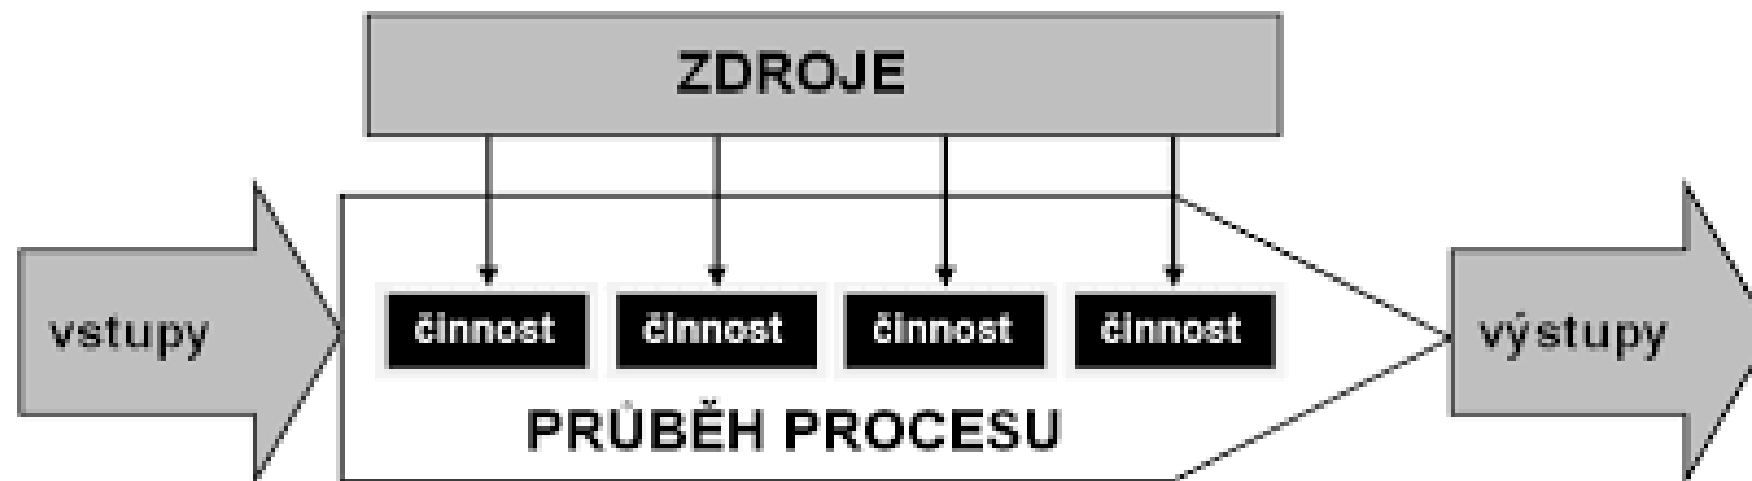 ZDROJE
vstupy
činnost činnost činnost činnost
výstupy
PRŮBĚH PROCESU